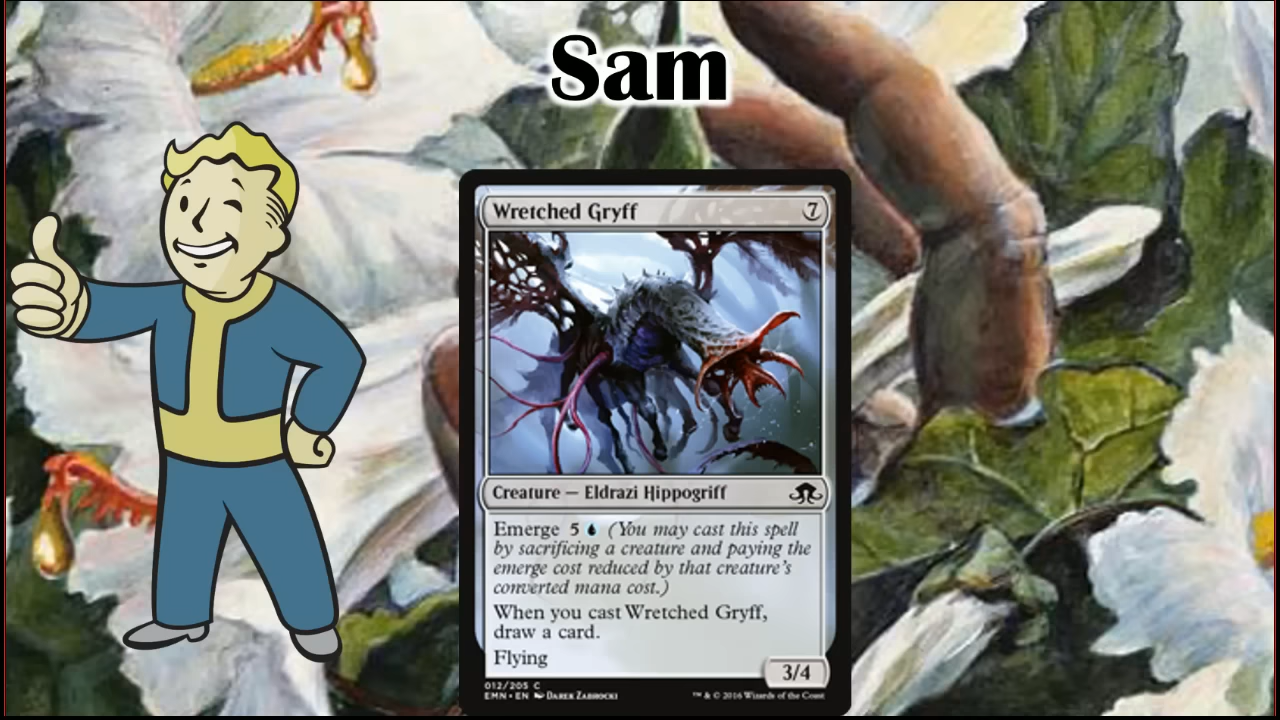 Sam
Wretched Gryff 7
Creature — Eldrazi Hippogriff
Emerge 5 (You may cast this spell
by sacrificing a creature and paying the
emerge cost reduced by that creature's
converted mana cost.)
When you cast Wretched Gryff,
draw a card.
Flying
3/4
012/205 C
EMN • EN Darek Zabrocki
™ & © 2016 Wizards of the Coast